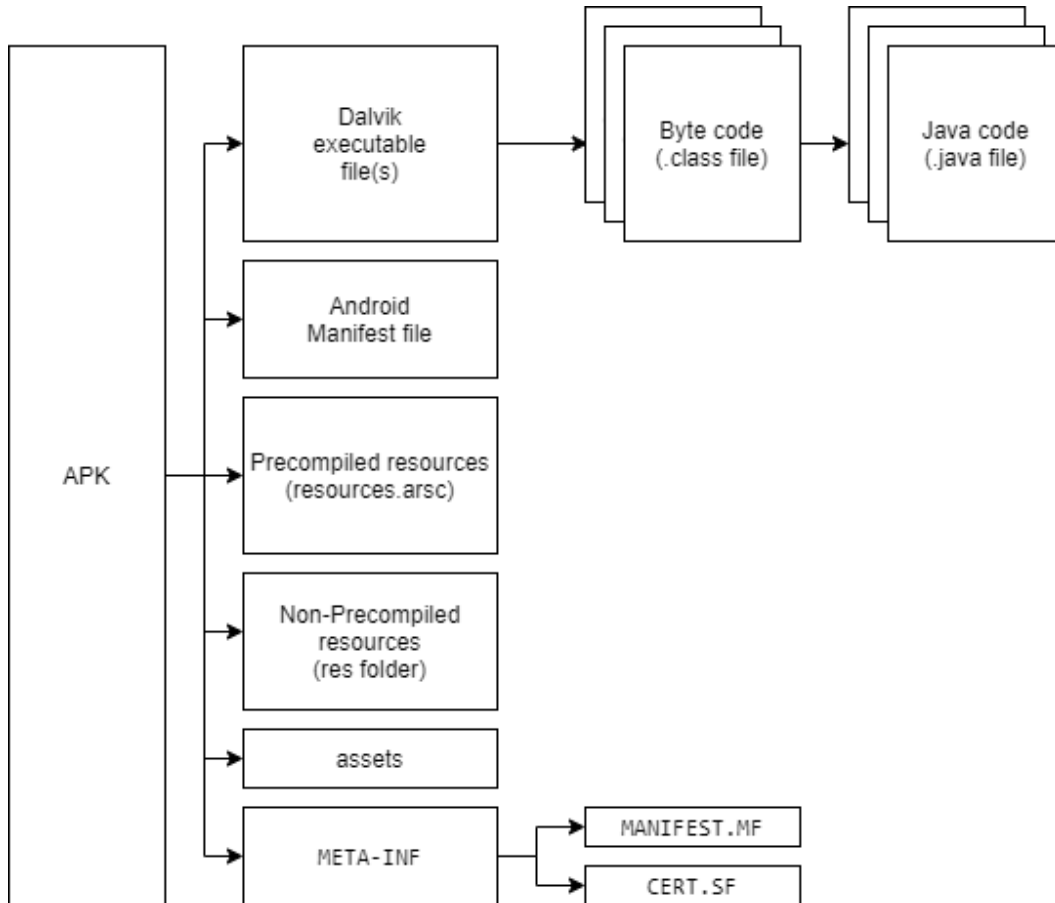 APK
Dalvik
executable
file(s)
Byte code
(.class file)
Java code
(.java file)
Android
Manifest file
Precompiled resources
(resources.arsc)
Non-Precompiled
resources
(res folder)
assets
META-INF
MANIFEST.MF
CERT.SF